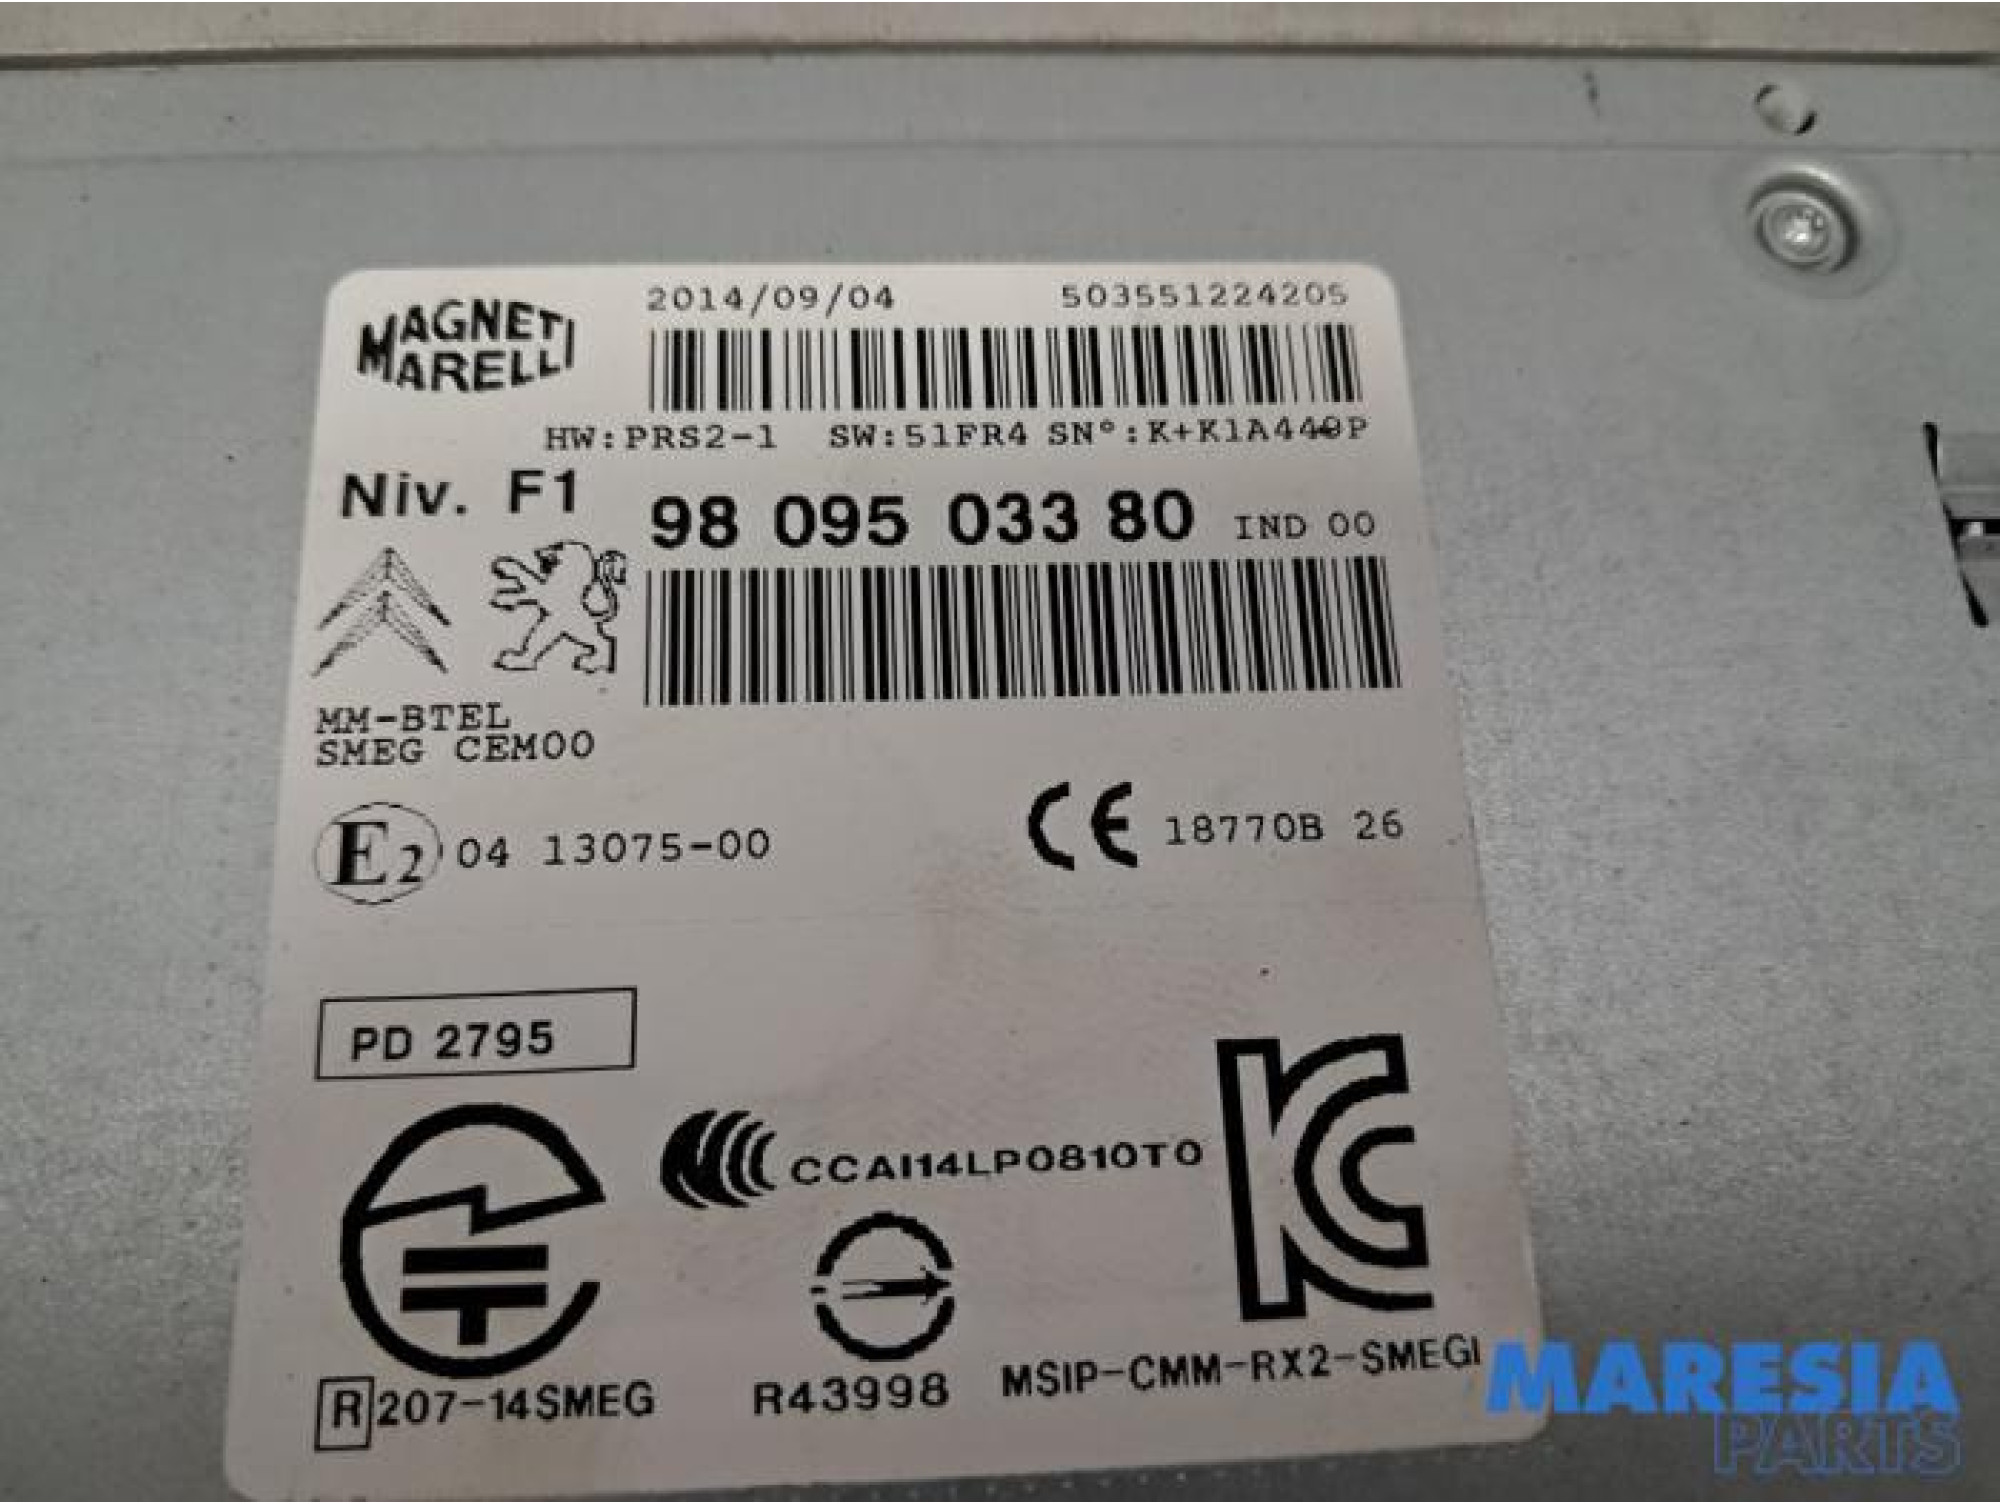 MAGNETI
MARELLI
2014/09/04 503551224205
HW:PRS2-1 SW:51FR4 SN°:K+K1A440P
Niv. F1
98 095 033 80 IND 00
MM-BTEL
SMEG CEM00
E2 04 13075-00
CE 18770B 26
PD 2795
CCAI14LP0810T0
R 207-14SMEG
R43998
MSIP-CMM-RX2-SMEGI
MARESIA
PARTS